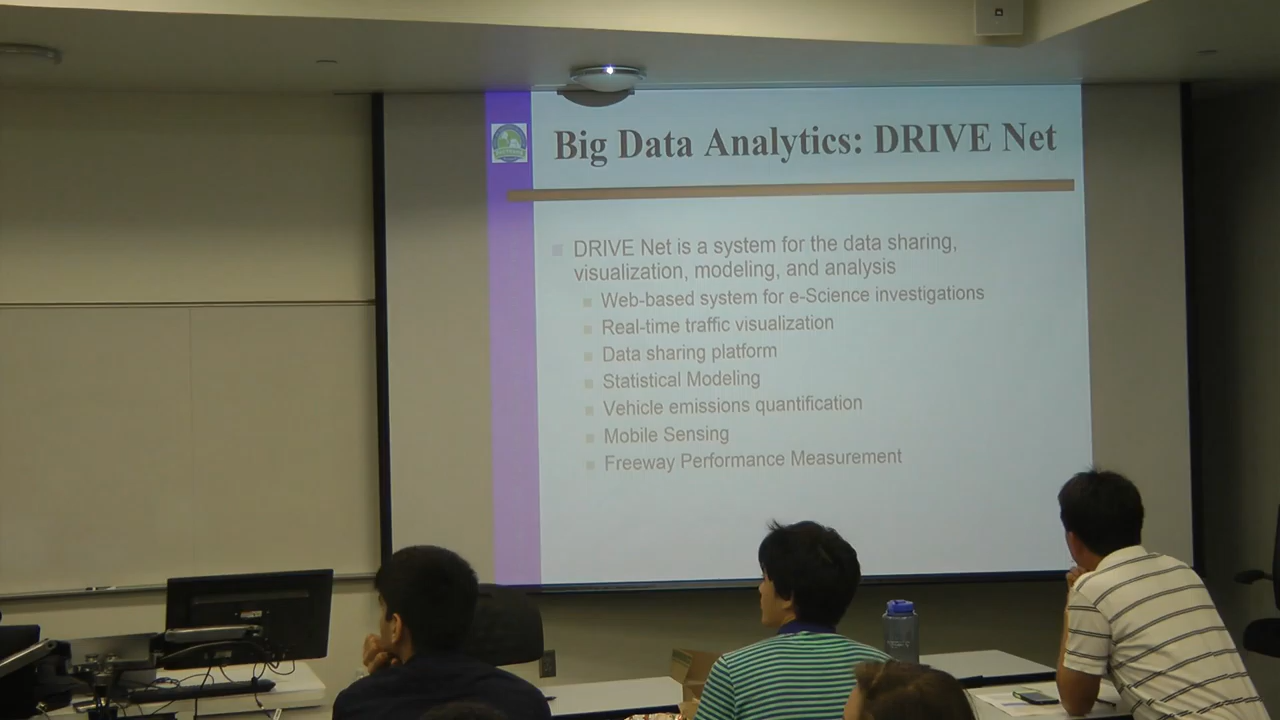 Big Data Analytics: DRIVE Net
DRIVE Net is a system for the data sharing,
visualization, modeling, and analysis
Web-based system for e-Science investigations
Real-time traffic visualization
Data sharing platform
Statistical Modeling
Vehicle emissions quantification
Mobile Sensing
Freeway Performance Measurement